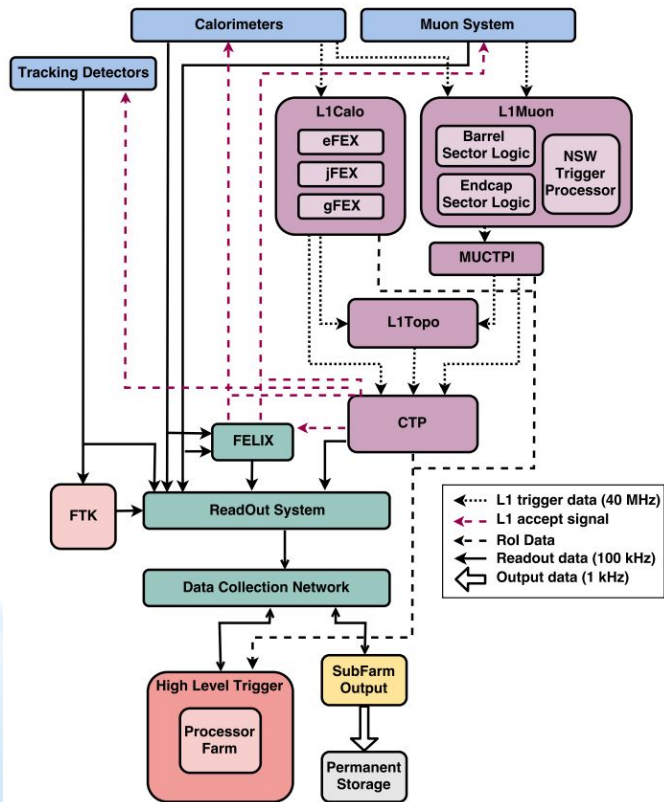 Calorimeters
Muon System
Tracking Detectors
L1Calo
eFEX
jFEX
gFEX
L1Muon
Barrel
Sector Logic
Endcap
Sector Logic
NSW
Trigger
Processor
MUCTPI
L1Topo
CTP
FELIX
FTK
ReadOut System
Data Collection Network
High Level Trigger
Processor
Farm
SubFarm
Output
Permanent
Storage
L1 trigger data (40 MHz)
L1 accept signal
RoI Data
Readout data (100 kHz)
Output data (1 kHz)